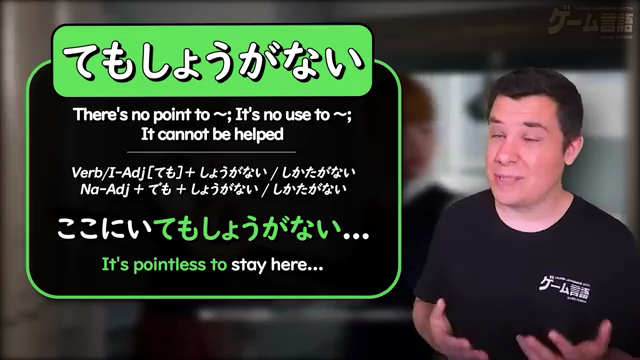 てもしょうがない
There's no point to ～; It's no use to ～;
It cannot be helped
Verb/I-Adj[ても]+ しょうがない / しかたがない
Na-Adj + でも + しょうがない / しかたがない
ここにいてもしょうがない...
It's pointless to stay here...
ゲーム言語
ゲーム言語